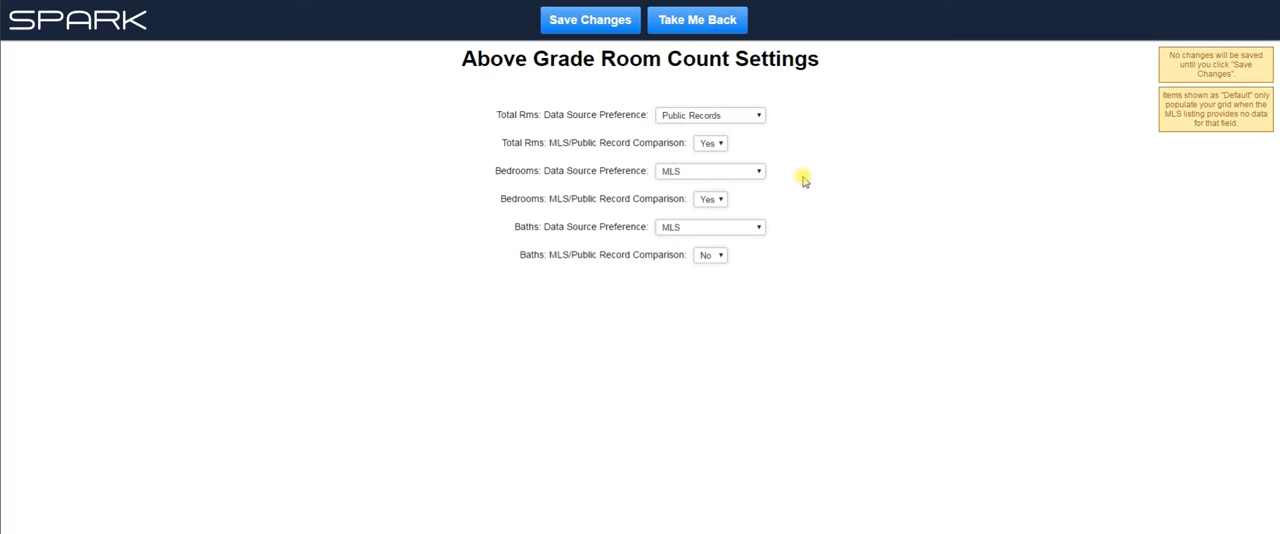 SPARK
Save Changes
Take Me Back
Above Grade Room Count Settings
No changes will be saved
until you click "Save
Changes".
Items shown as "Default" only
populate your grid when the
MLS listing provides no data
for that field.
Total Rms: Data Source Preference: Public Records
Total Rms: MLS/Public Record Comparison: Yes
Bedrooms: Data Source Preference: MLS
Bedrooms: MLS/Public Record Comparison: Yes
Baths: Data Source Preference: MLS
Baths: MLS/Public Record Comparison: No